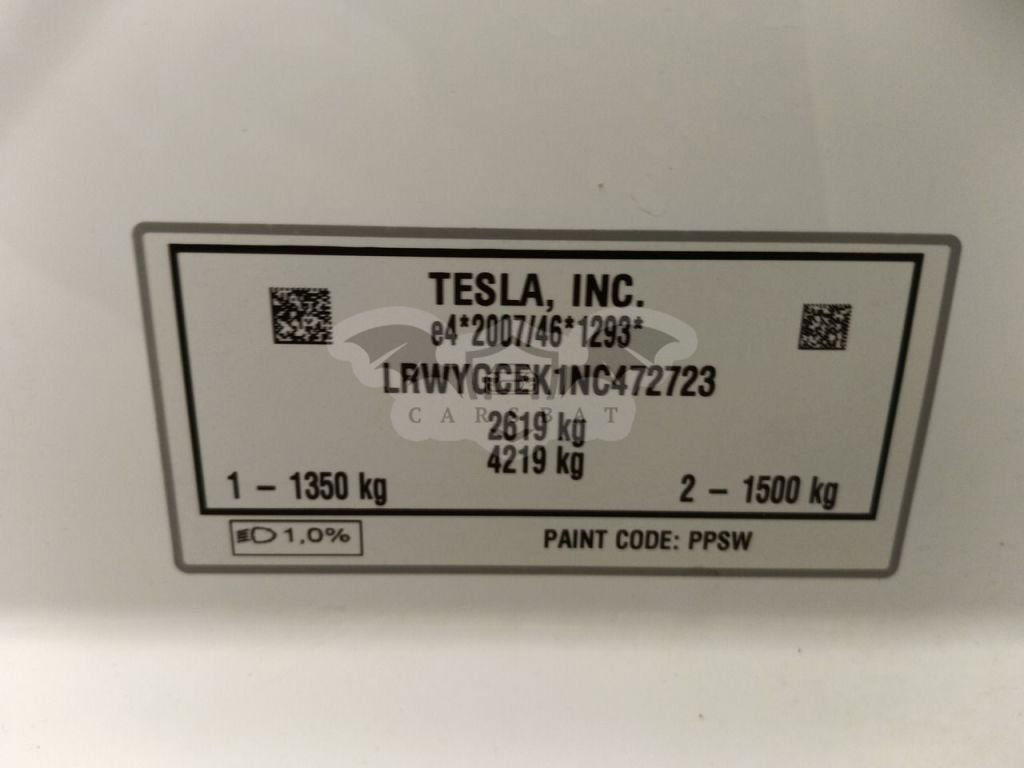 TESLA, INC.
e4*2007/46*1293*
LRWYGCEK1NC472723
CARSBAT
2619 kg
4219 kg
1 – 1350 kg
2 – 1500 kg
1,0%
PAINT CODE: PPSW